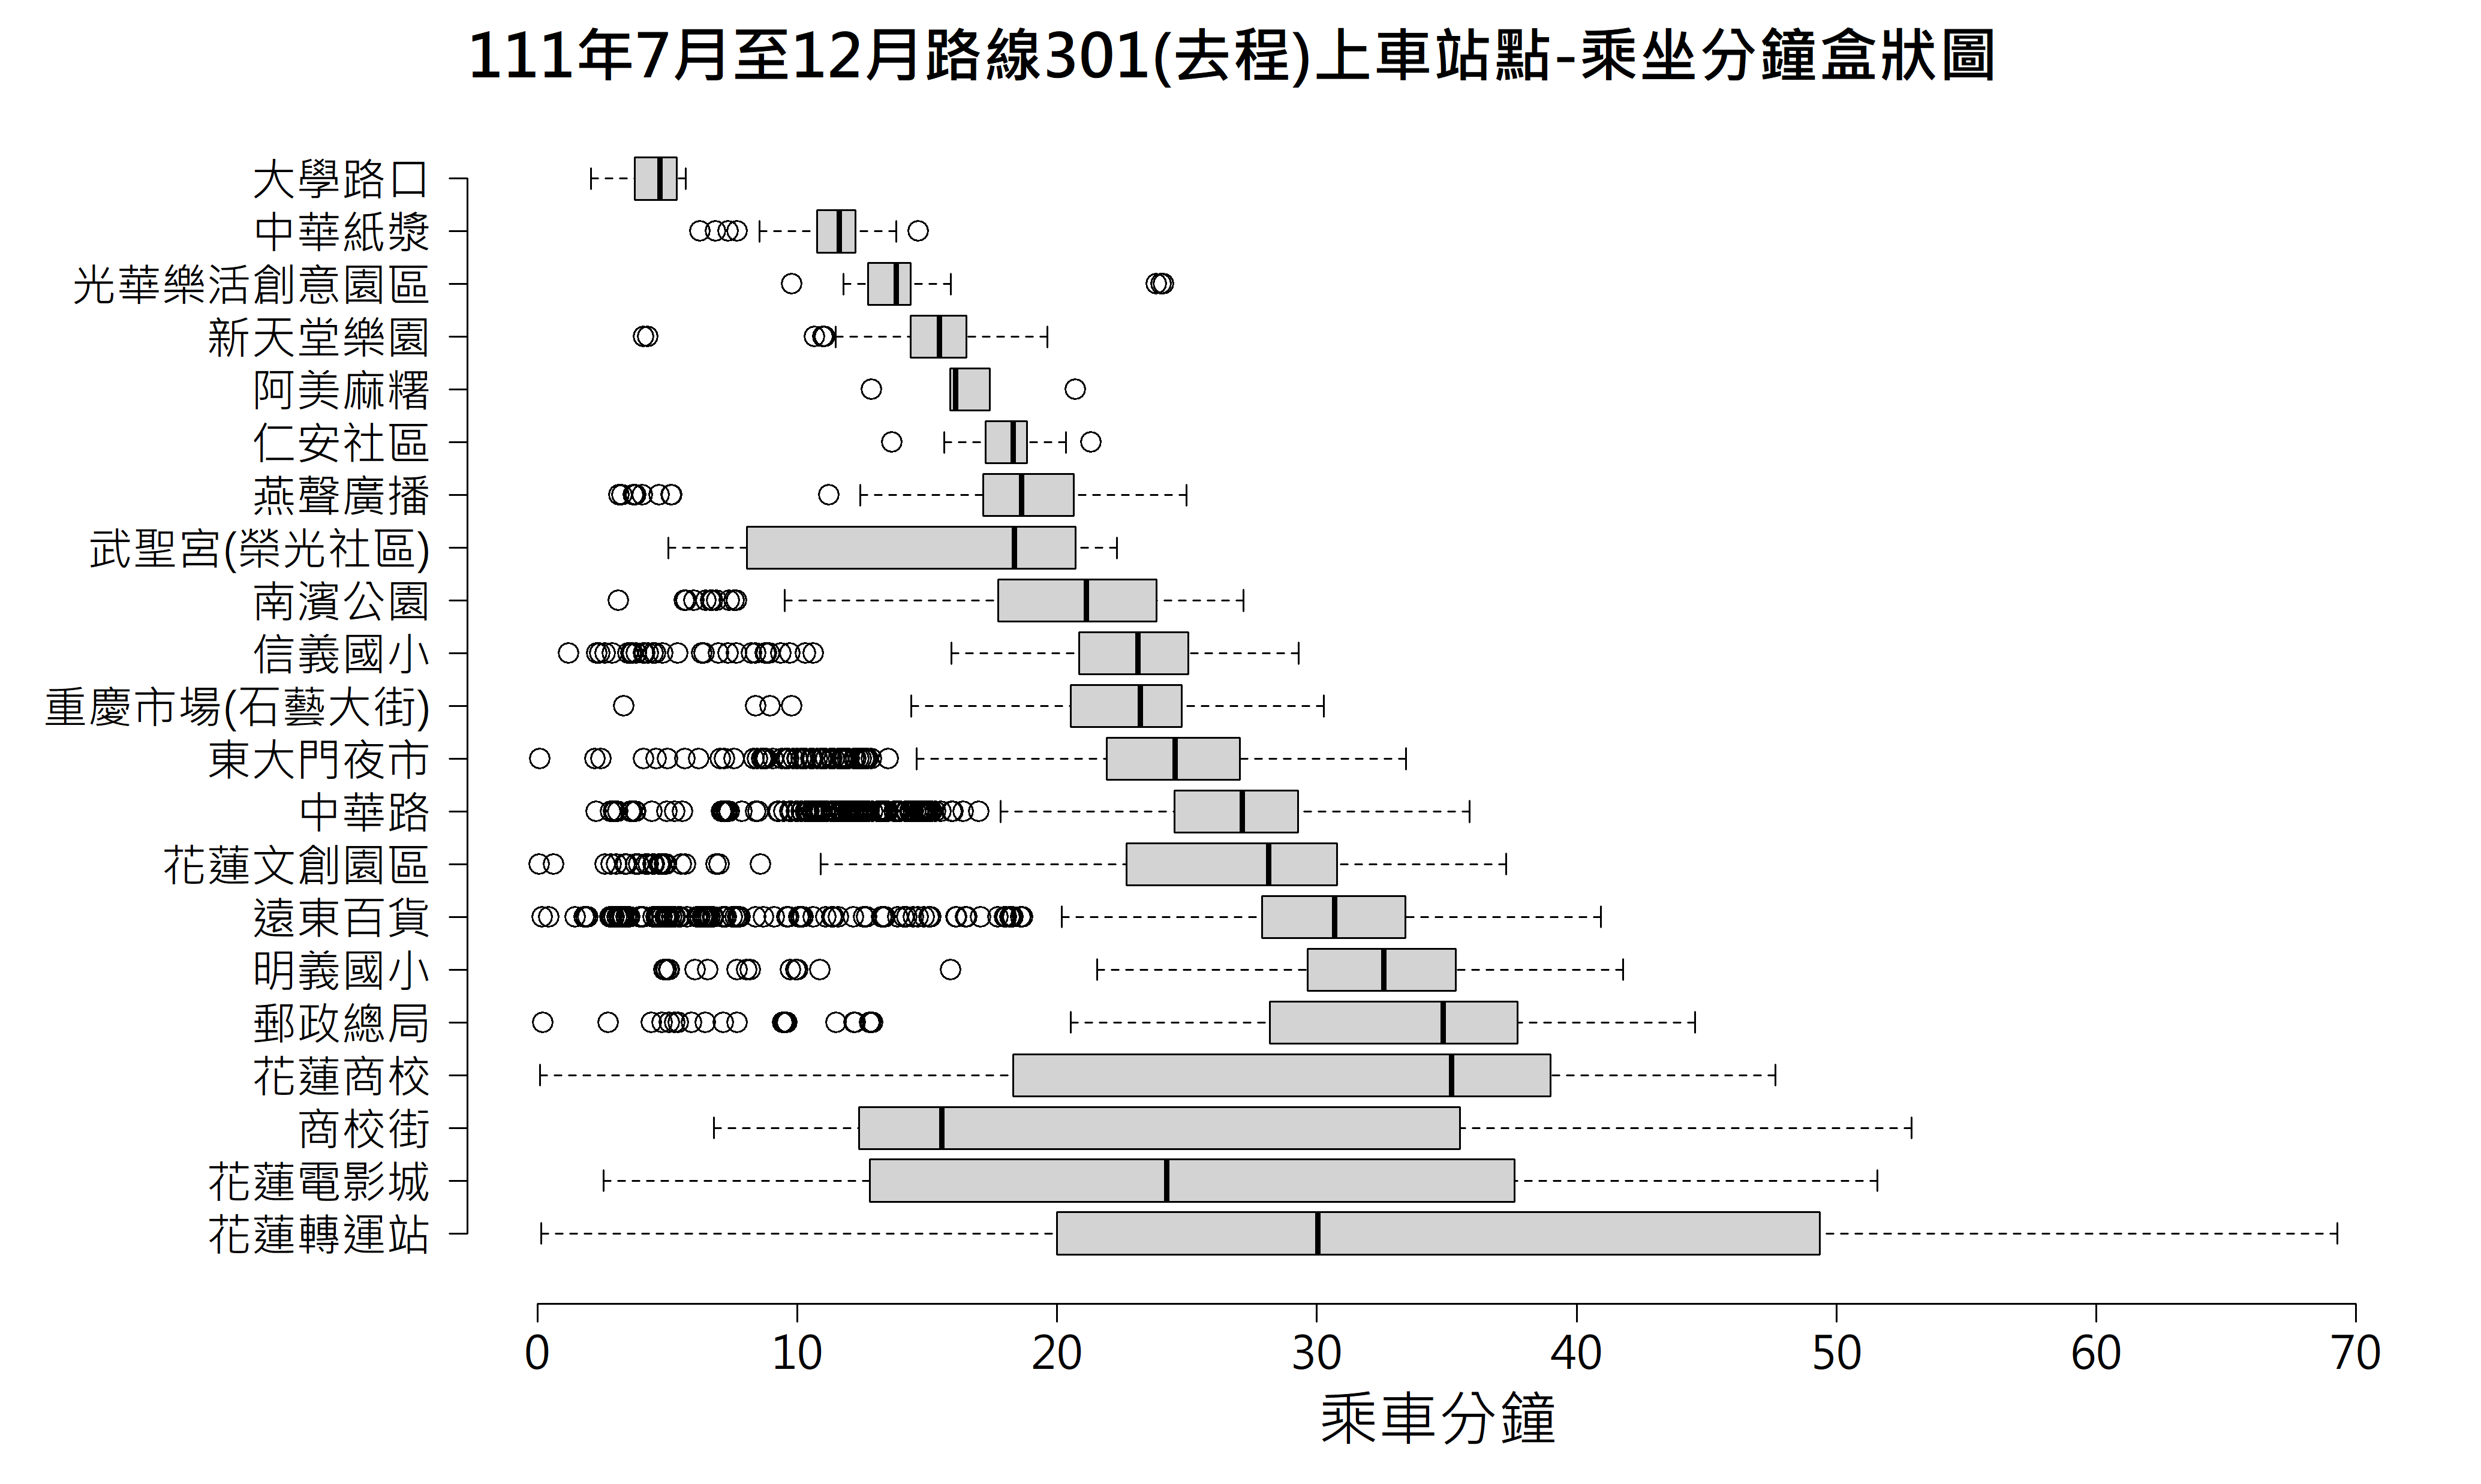 111年7月至12月路線301(去程)上車站點-乘坐分鐘盒狀圖
大學路口
中華紙漿
光華樂活創意園區
新天堂樂園
阿美麻糬
仁安社區
燕聲廣播
武聖宮(榮光社區)
南濱公園
信義國小
重慶市場(石藝大街)
東大門夜市
中華路
花蓮文創園區
遠東百貨
明義國小
郵政總局
花蓮商校
商校街
花蓮電影城
花蓮轉運站
0 10 20 30 40 50 60 70
乘車分鐘